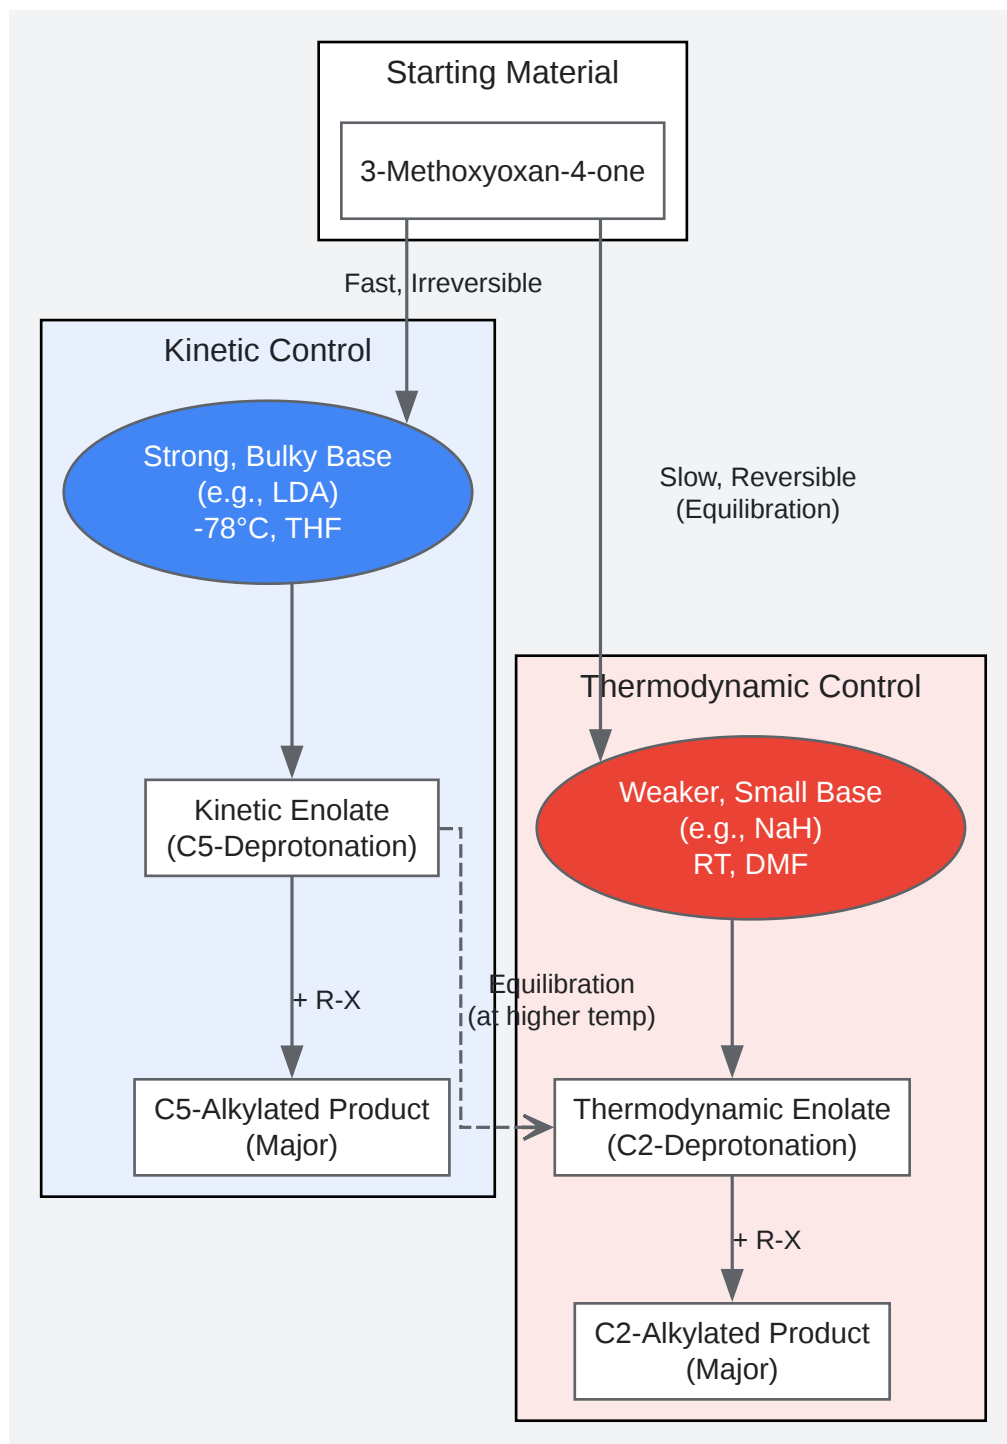 Starting Material
3-Methoxyoxan-4-one
Fast, Irreversible
Kinetic Control
Strong, Bulky Base
(e.g., LDA)
-78°C, THF
Slow, Reversible
(Equilibration)
Thermodynamic Control
Weaker, Small Base
(e.g., NaH)
RT, DMF
Kinetic Enolate
(C5-Deprotonation)
+ R-X
Equilibration
(at higher temp)
C5-Alkylated Product
(Major)
Thermodynamic Enolate
(C2-Deprotonation)
+ R-X
C2-Alkylated Product
(Major)